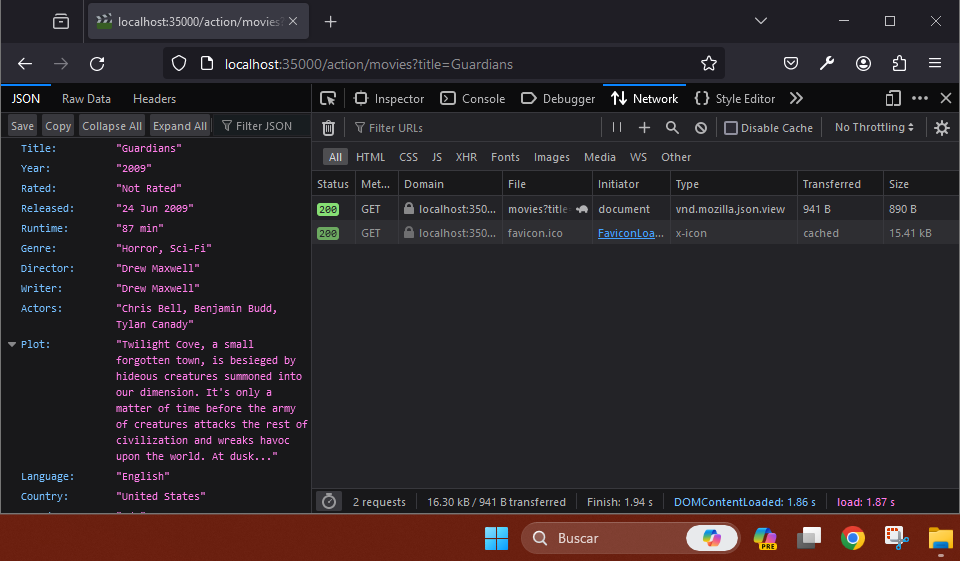 localhost:35000/action/movies?
localhost:35000/action/movies?title=Guardians
JSON Raw Data Headers
Save Copy Collapse All Expand All Filter JSON
Title: "Guardians"
Year: "2009"
Rated: "Not Rated"
Released: "24 Jun 2009"
Runtime: "87 min"
Genre: "Horror, Sci-Fi"
Director: "Drew Maxwell"
Writer: "Drew Maxwell"
Actors: "Chris Bell, Benjamin Budd,
Tylan Canady"
Plot: "Twilight Cove, a small
forgotten town, is besieged by
hideous creatures summoned into
our dimension. It's only a
matter of time before the army
of creatures attacks the rest of
civilization and wreaks havoc
upon the world. At dusk..."
Language: "English"
Country: "United States"
Inspector Console Debugger Network Style Editor
Filter URLs Disable Cache No Throttling
All HTML CSS JS XHR Fonts Images Media WS Other
Status Met... Domain File Initiator Type Transferred Size
200 GET localhost:350... movies?title= document vnd.mozilla.json.view 941 B 890 B
200 GET localhost:350... favicon.ico FaviconLoa... x-icon cached 15.41 kB
2 requests 16.30 kB / 941 B transferred Finish: 1.94 s DOMContentLoaded: 1.86 s load: 1.87 s
Buscar
PRE